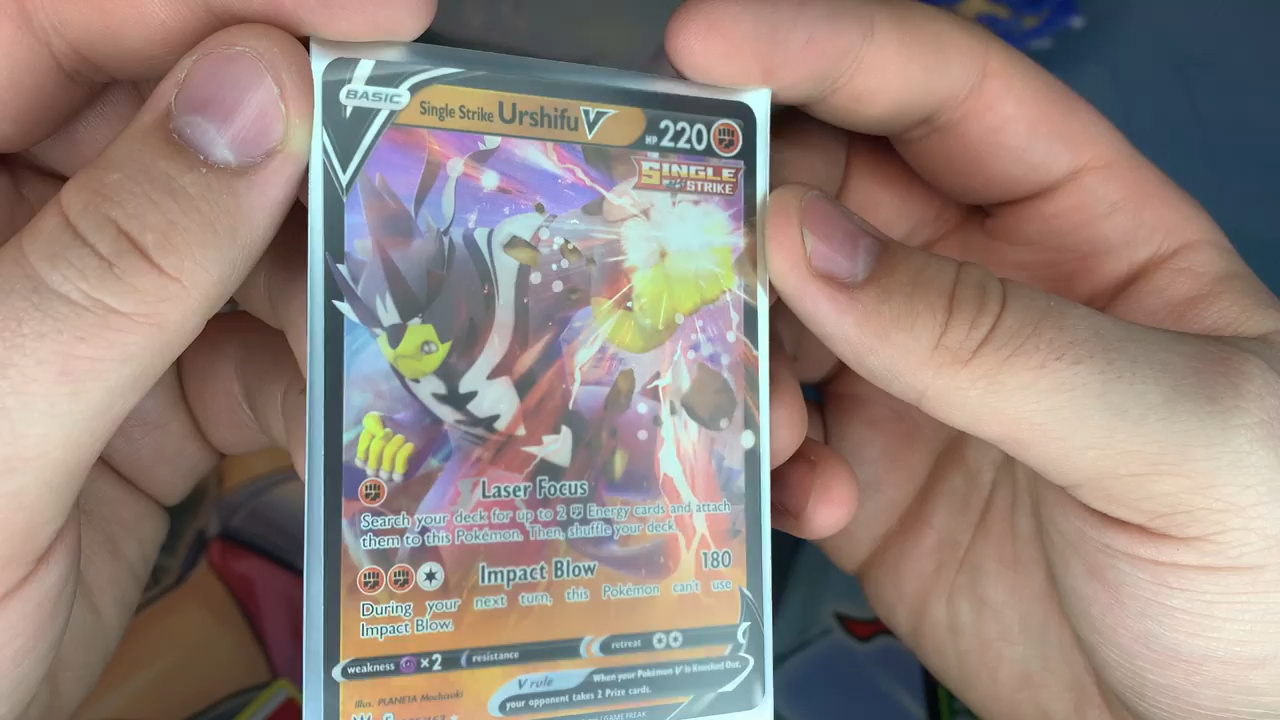 BASIC
Single Strike Urshifu V
HP 220
SINGLE STRIKE
Laser Focus
Search your deck for up to 2 Energy cards and attach
them to this Pokémon. Then, shuffle your deck.
Impact Blow 180
During your next turn, this Pokémon can't use
Impact Blow.
weakness ×2 resistance retreat
V rule When your Pokémon V is Knocked Out,
your opponent takes 2 Prize cards.
Illus. PLANETA Mochizuki
GAME FREAK